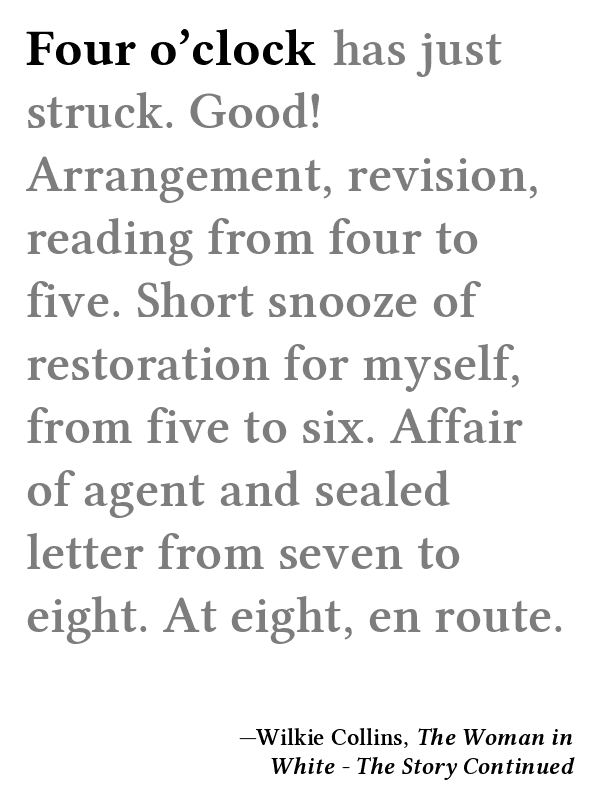 Four o’clock has just
struck. Good!
Arrangement, revision,
reading from four to
five. Short snooze of
restoration for myself,
from five to six. Affair
of agent and sealed
letter from seven to
eight. At eight, en route.
—Wilkie Collins, The Woman in
White - The Story Continued